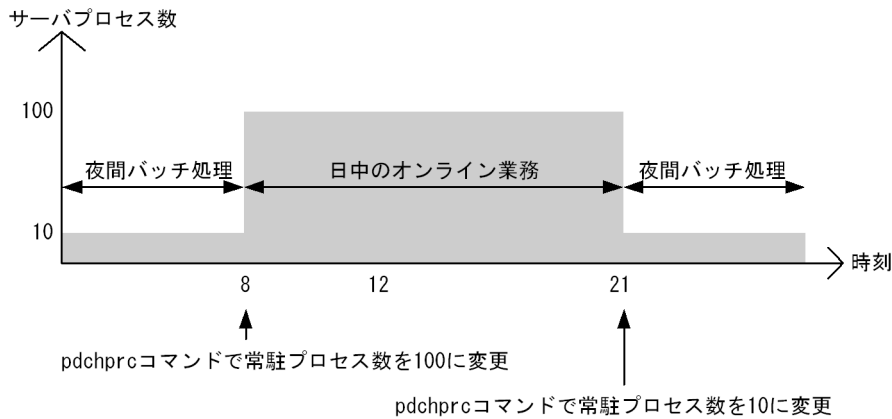 サーバプロセス数
100
夜間バッチ処理
日中のオンライン業務
夜間バッチ処理
10
時刻
8
12
21
pdchprcコマンドで常駐プロセス数を100に変更
pdchprcコマンドで常駐プロセス数を10に変更